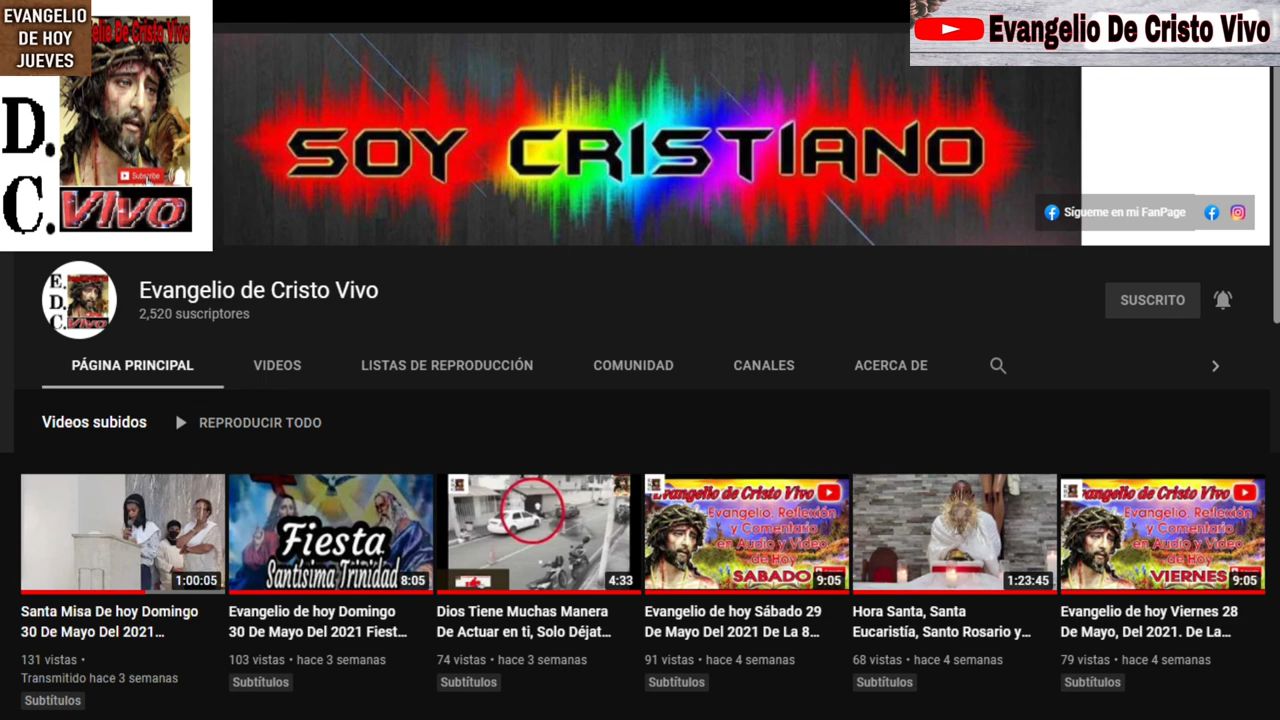 EVANGELIO
DE HOY
JUEVES
Evangelio De Cristo Vivo
Subscribe
D.
C. Vivo
Evangelio De Cristo Vivo
SOY CRISTIANO
Sígueme en mi FanPage
E.
D.
C. Vivo
Evangelio de Cristo Vivo
2,520 suscriptores
SUSCRITO
PÁGINA PRINCIPAL
VIDEOS
LISTAS DE REPRODUCCIÓN
COMUNIDAD
CANALES
ACERCA DE
Videos subidos
REPRODUCIR TODO
1:00:05
Santa Misa De hoy Domingo
30 De Mayo Del 2021...
131 vistas •
Transmitido hace 3 semanas
Subtítulos
Fiesta
Santísima Trinidad
8:05
Evangelio de hoy Domingo
30 De Mayo Del 2021 Fiest...
103 vistas • hace 3 semanas
Subtítulos
4:33
Dios Tiene Muchas Manera
De Actuar en ti, Solo Déjat...
74 vistas • hace 3 semanas
Subtítulos
Evangelio de Cristo Vivo
Evangelio, Reflexión
y Comentario
en Audio y Video
de Hoy
SABADO
9:05
Evangelio de hoy Sábado 29
De Mayo Del 2021 De La 8...
91 vistas • hace 4 semanas
Subtítulos
1:23:45
Hora Santa, Santa
Eucaristía, Santo Rosario y...
68 vistas • hace 4 semanas
Subtítulos
Evangelio de Cristo Vivo
Evangelio, Reflexión
y Comentario
en Audio y Video
de Hoy
VIERNES
9:05
Evangelio de hoy Viernes 28
De Mayo, Del 2021. De La...
79 vistas • hace 4 semanas
Subtítulos